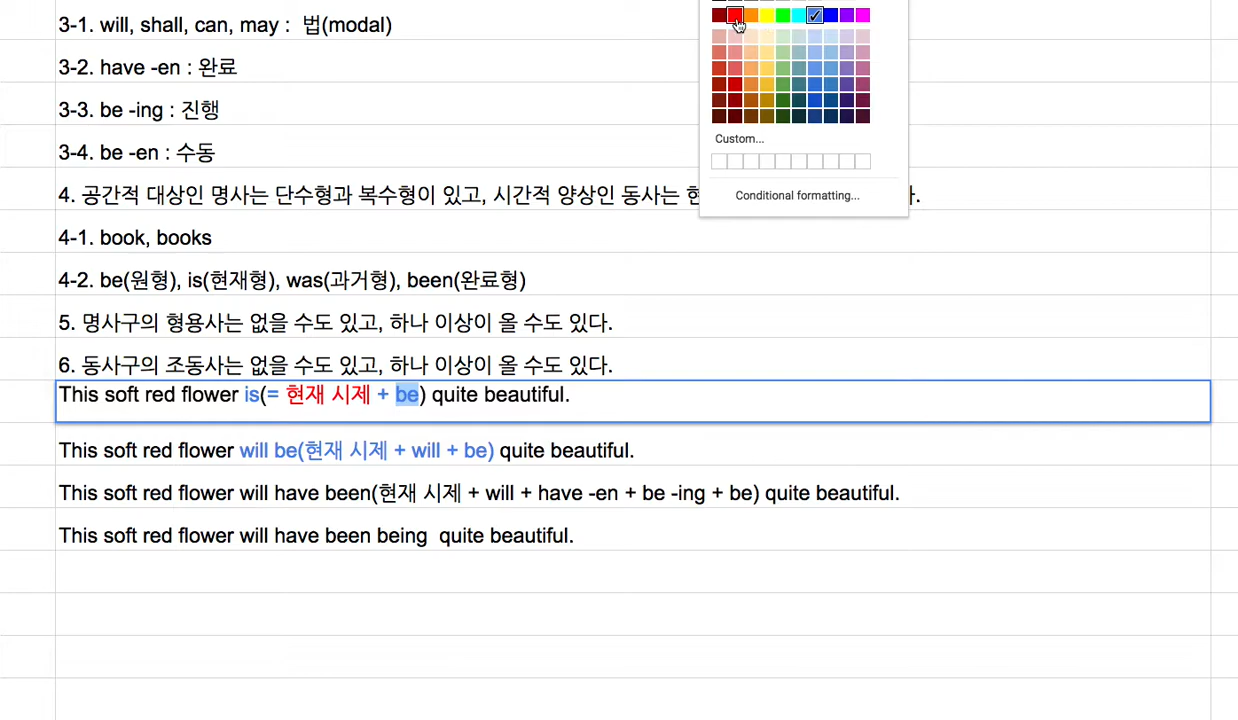 3-1. will, shall, can, may :  법(modal)
3-2. have -en : 완료
3-3. be -ing : 진행
3-4. be -en : 수동
Custom...
Conditional formatting...
4. 공간적 대상인 명사는 단수형과 복수형이 있고, 시간적 양상인 동사는
4-1. book, books
4-2. be(원형), is(현재형), was(과거형), been(완료형)
5. 명사구의 형용사는 없을 수도 있고, 하나 이상이 올 수도 있다.
6. 동사구의 조동사는 없을 수도 있고, 하나 이상이 올 수도 있다.
This soft red flower is(= 현재 시제 + be) quite beautiful.
This soft red flower will be(현재 시제 + will + be) quite beautiful.
This soft red flower will have been(현재 시제 + will + have -en + be -ing + be) quite beautiful.
This soft red flower will have been being  quite beautiful.